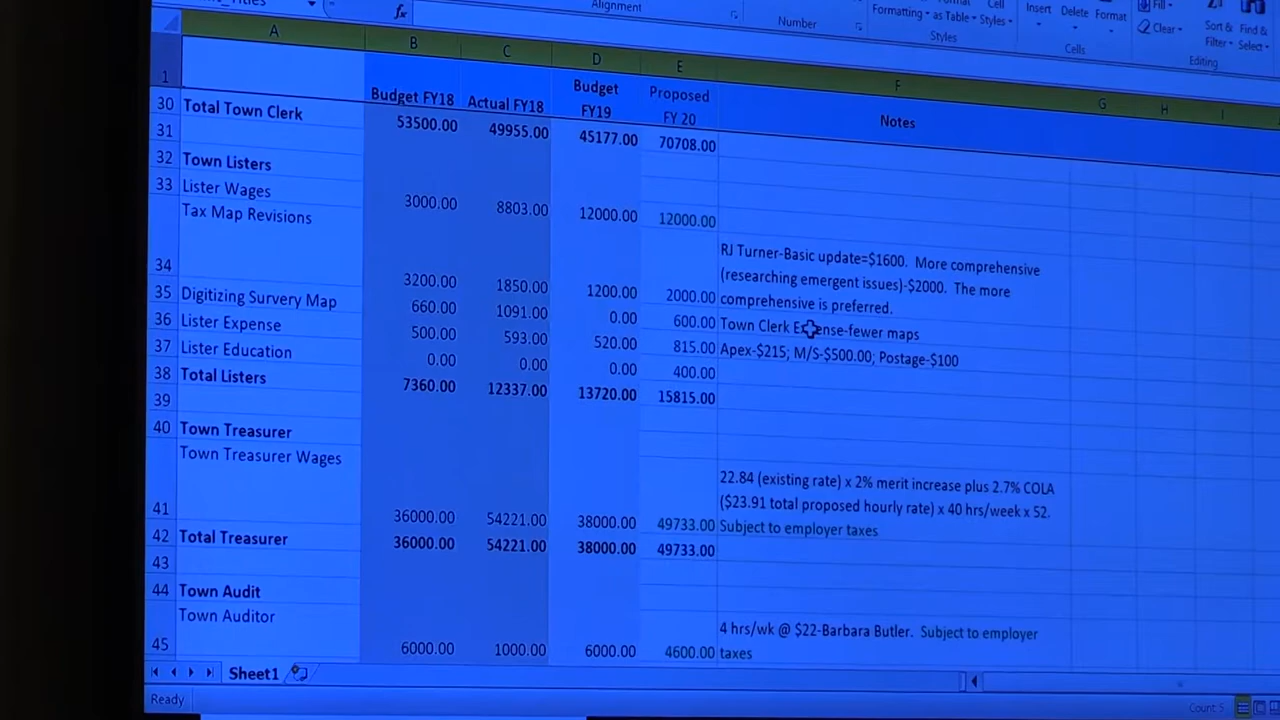 Alignment
Number
Formatting as Table Styles
Styles
Insert Delete Format
Cells
Fill
Clear
Sort & Find &
Filter Select
Editing
fx
A B C D E F G H I
1 Budget FY18 Actual FY18 Budget FY19 Proposed FY 20 Notes
30 Total Town Clerk 53500.00 49955.00 45177.00 70708.00
31
32 Town Listers
33 Lister Wages 3000.00 8803.00 12000.00 12000.00
34 Tax Map Revisions 3200.00 1850.00 1200.00 2000.00 RJ Turner-Basic update=$1600. More comprehensive
(researching emergent issues)-$2000. The more
comprehensive is preferred.
35 Digitizing Survery Map 660.00 1091.00 0.00 600.00 Town Clerk Expense-fewer maps
36 Lister Expense 500.00 593.00 520.00 815.00 Apex-$215; M/S-$500.00; Postage-$100
37 Lister Education 0.00 0.00 0.00 400.00
38 Total Listers 7360.00 12337.00 13720.00 15815.00
39
40 Town Treasurer
41 Town Treasurer Wages 36000.00 54221.00 38000.00 49733.00 22.84 (existing rate) x 2% merit increase plus 2.7% COLA
($23.91 total proposed hourly rate) x 40 hrs/week x 52.
Subject to employer taxes
42 Total Treasurer 36000.00 54221.00 38000.00 49733.00
43
44 Town Audit
45 Town Auditor 6000.00 1000.00 6000.00 4600.00 4 hrs/wk @ $22-Barbara Butler. Subject to employer
taxes
Sheet1
Ready
Count 5